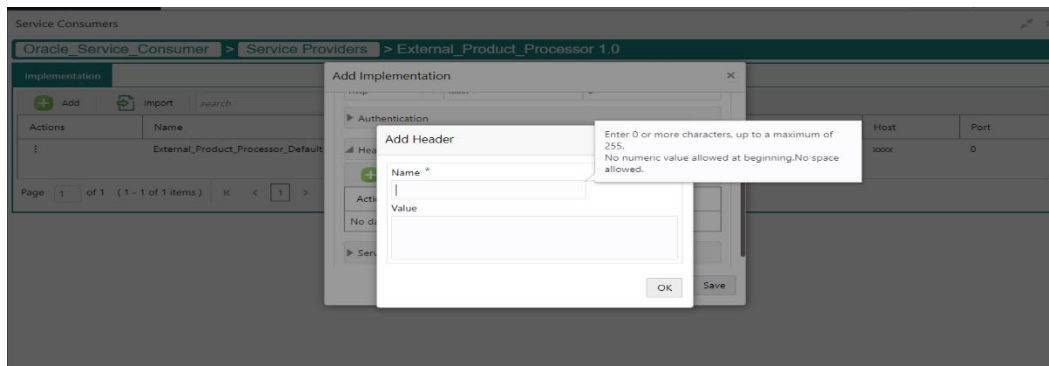 Service Consumers
Oracle_Service_Consumer > Service Providers > External_Product_Processor 1.0
Implementation
Add Import search
Actions Name Host Port
External_Product_Processor_Default xxxx 0
Page 1 of 1 (1 - 1 of 1 items) K < 1 >
Add Implementation ×
Authentication
Hea
Acti
No da
Serv
Save
Add Header
Name *
Value
OK
Enter 0 or more characters, up to a maximum of
255.
No numeric value allowed at beginning.No space
allowed.